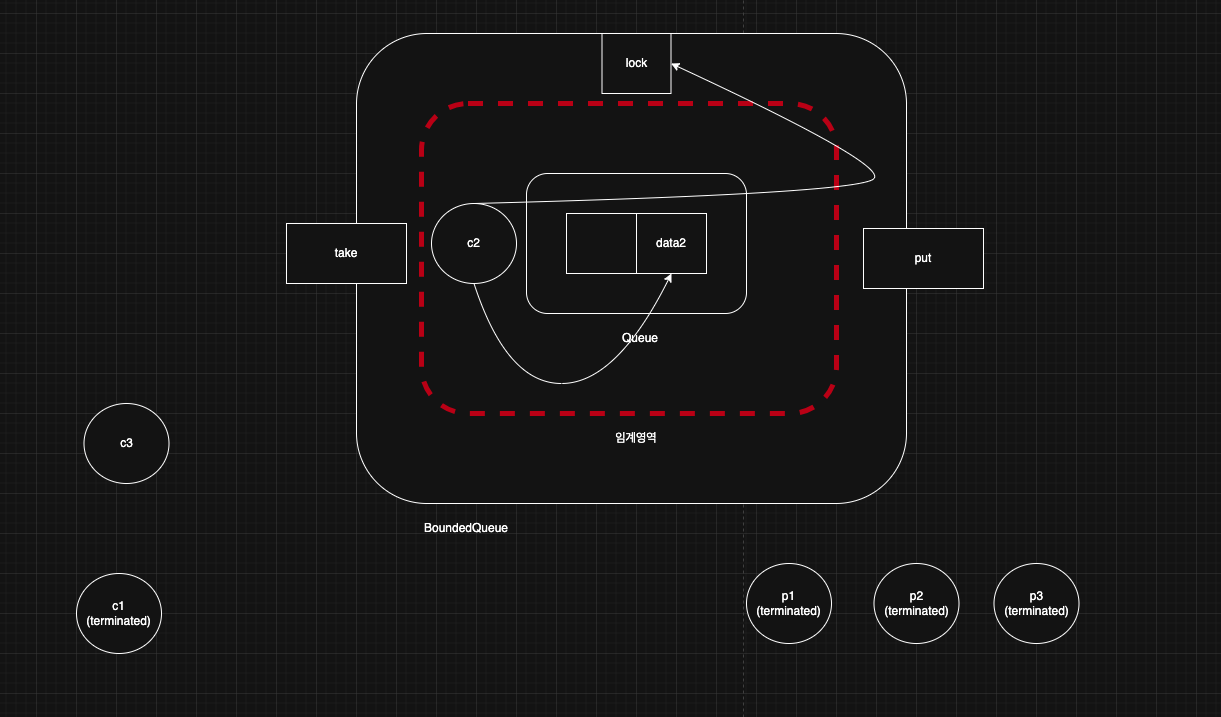 lock
take
c2
data2
put
Queue
c3
임계영역
BoundedQueue
c1
(terminated)
p1
(terminated)
p2
(terminated)
p3
(terminated)